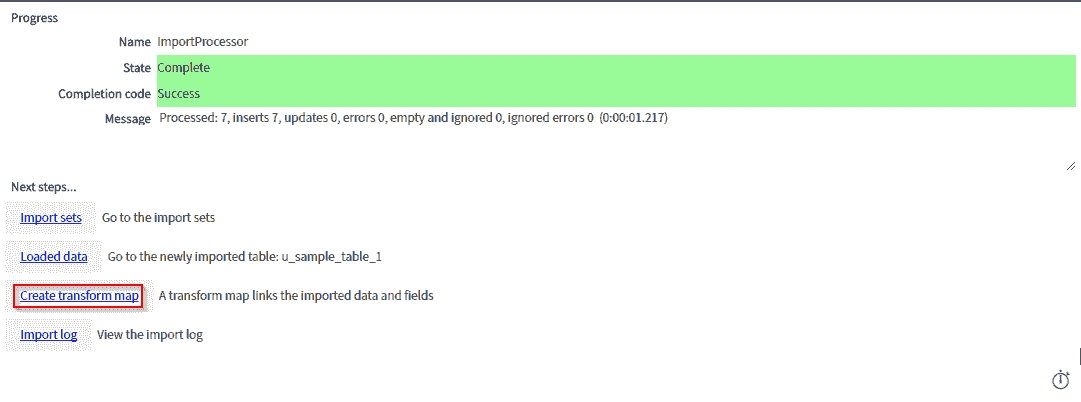 Progress
Name ImportProcessor
State Complete
Completion code Success
Message Processed: 7, inserts 7, updates 0, errors 0, empty and ignored 0, ignored errors 0 (0:00:01.217)
Next steps...
Import sets Go to the import sets
Loaded data Go to the newly imported table: u_sample_table_1
Create transform map A transform map links the imported data and fields
Import log View the import log